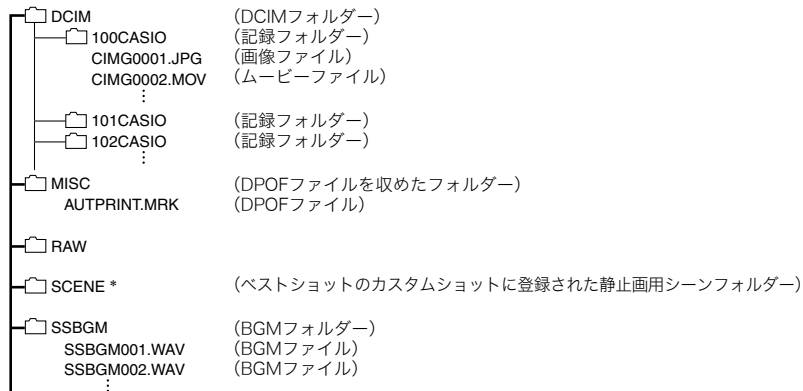 DCIM （DCIMフォルダー）
100CASIO （記録フォルダー）
CIMG0001.JPG （画像ファイル）
CIMG0002.MOV （ムービーファイル）
⋮
101CASIO （記録フォルダー）
102CASIO （記録フォルダー）
⋮
MISC （DPOFファイルを収めたフォルダー）
AUTPRINT.MRK （DPOFファイル）
RAW
SCENE * （ベストショットのカスタムショットに登録された静止画用シーンフォルダー）
SSBGM （BGMフォルダー）
SSBGM001.WAV （BGMファイル）
SSBGM002.WAV （BGMファイル）
⋮